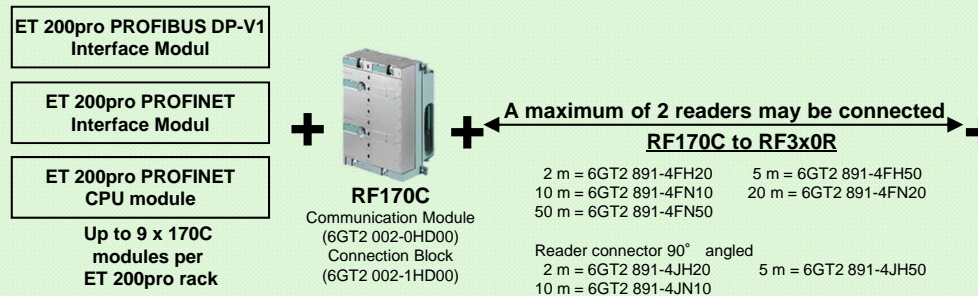 ET 200pro PROFIBUS DP-V1
Interface Modul
ET 200pro PROFINET
Interface Modul
ET 200pro PROFINET
CPU module
Up to 9 x 170C
modules per
ET 200pro rack
+
RF170C
Communication Module
(6GT2 002-0HD00)
Connection Block
(6GT2 002-1HD00)
+
A maximum of 2 readers may be connected
RF170C to RF3x0R
2 m = 6GT2 891-4FH20 5 m = 6GT2 891-4FH50
10 m = 6GT2 891-4FN10 20 m = 6GT2 891-4FN20
50 m = 6GT2 891-4FN50
Reader connector 90° angled
2 m = 6GT2 891-4JH20 5 m = 6GT2 891-4JH50
10 m = 6GT2 891-4JN10